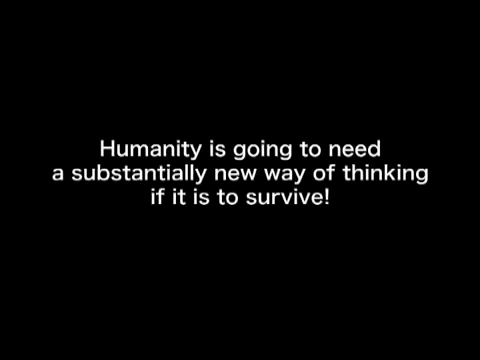 Humanity is going to need
a substantially new way of thinking
if it is to survive!